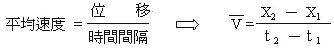 平均速度 = 位 移 / 時間間隔 ⟹ V̅ = X₂ − X₁ / t₂ − t₁